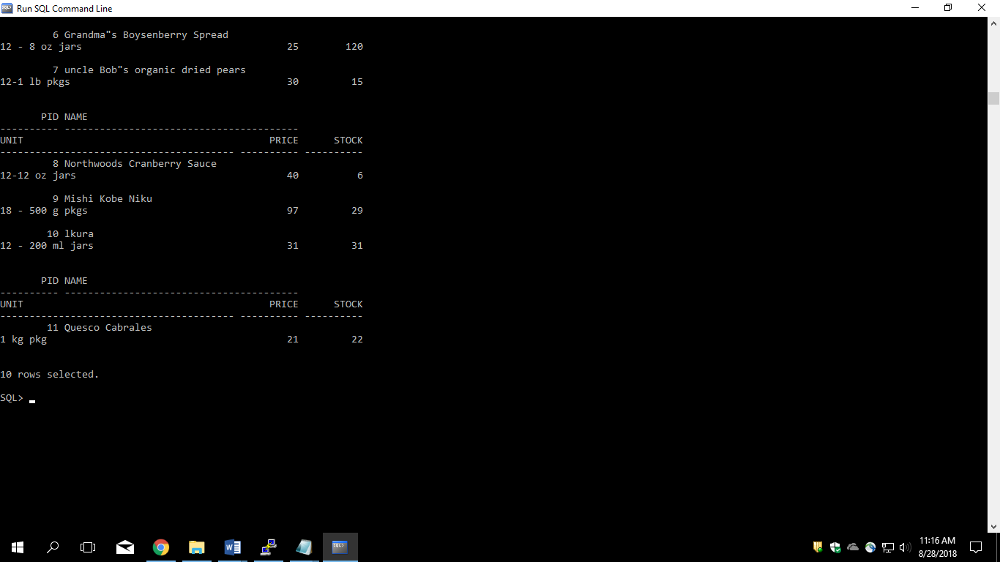 Run SQL Command Line
6 Grandma"s Boysenberry Spread
12 - 8 oz jars 25 120
7 uncle Bob"s organic dried pears
12-1 lb pkgs 30 15
PID NAME
---------- ----------------------------------------
UNIT PRICE STOCK
---------------------------------------- ---------- ----------
8 Northwoods Cranberry Sauce
12-12 oz jars 40 6
9 Mishi Kobe Niku
18 - 500 g pkgs 97 29
10 lkura
12 - 200 ml jars 31 31
PID NAME
---------- ----------------------------------------
UNIT PRICE STOCK
---------------------------------------- ---------- ----------
11 Quesco Cabrales
1 kg pkg 21 22
10 rows selected.
SQL>
11:16 AM
8/28/2018